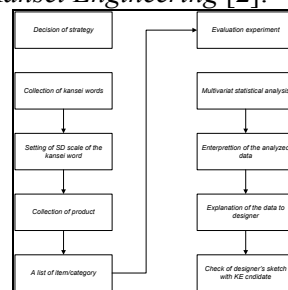 Kansei Engineering [2].
Decision of strategy
Collection of kansei words
Setting of SD scale of the
kansei word
Collection of product
A list of item/category
Evaluation experiment
Multivariat statistical analysis
Enterprettion of the analyzed
data
Explanation of the data to
designer
Check of designer's sketch
with KE cndidate